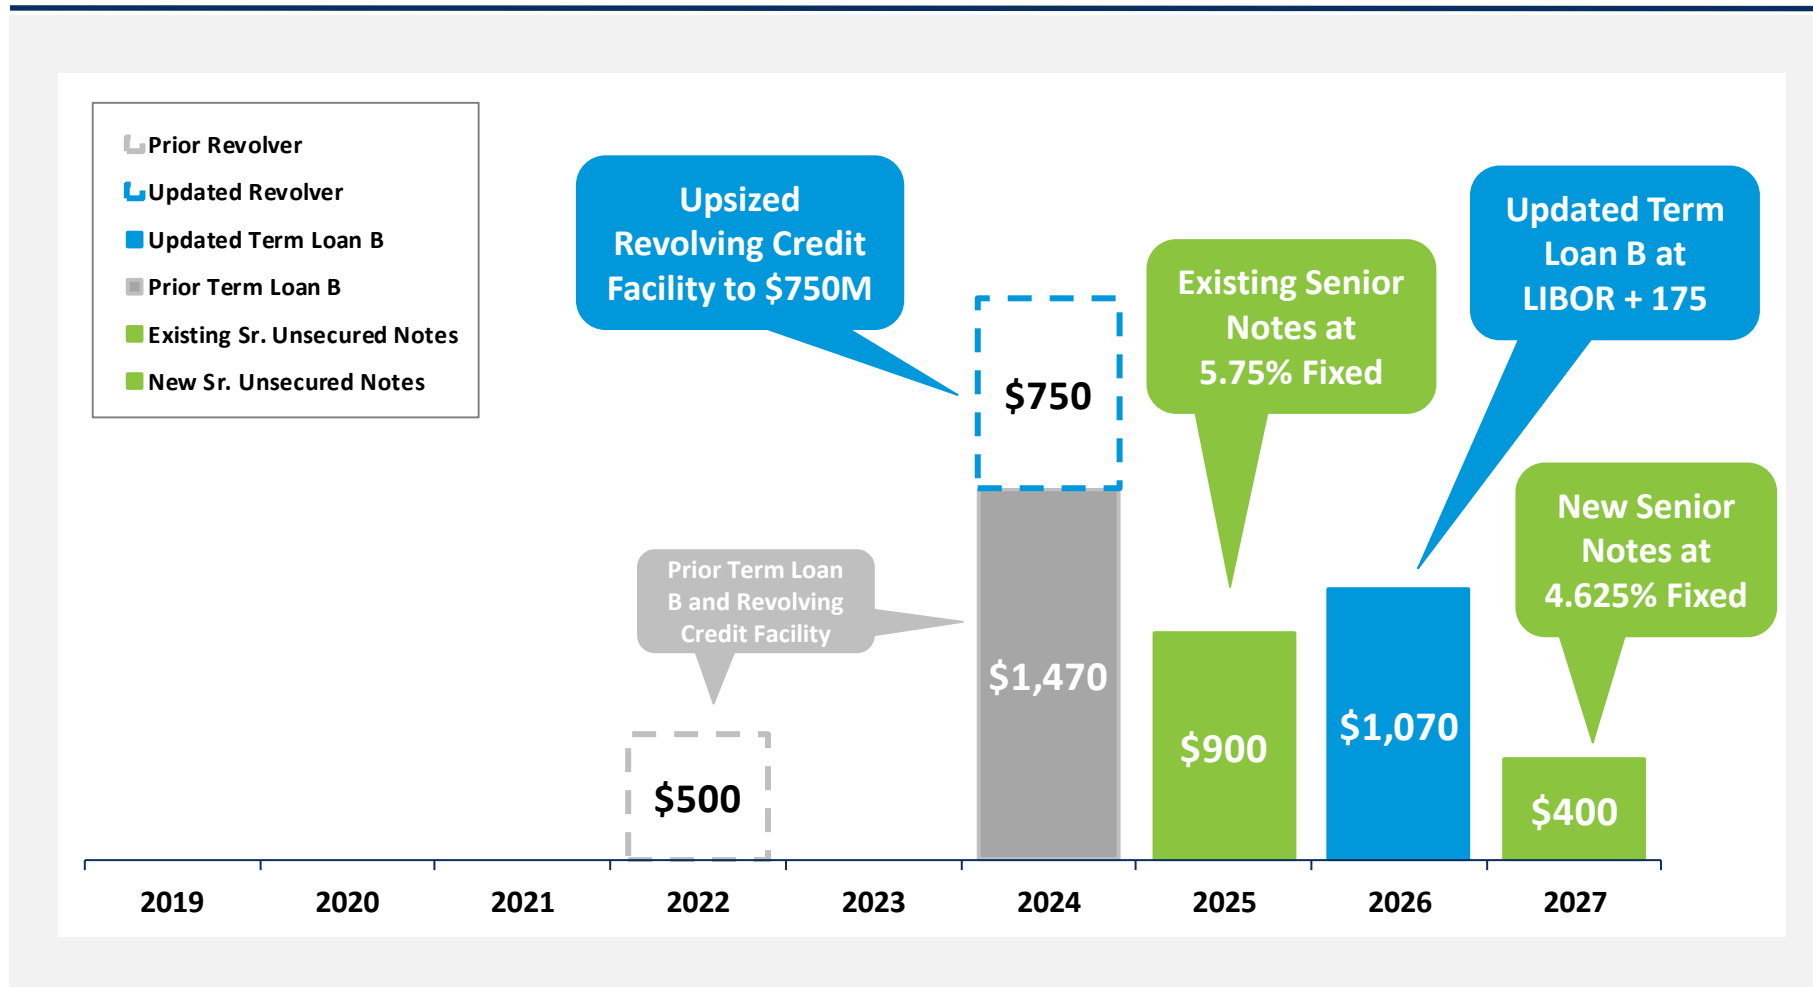 Prior Revolver
Updated Revolver
Updated Term Loan B
Prior Term Loan B
Existing Sr. Unsecured Notes
New Sr. Unsecured Notes
Upsized
Revolving Credit
Facility to $750M
Existing Senior
Notes at
5.75% Fixed
Updated Term
Loan B at
LIBOR + 175
New Senior
Notes at
4.625% Fixed
Prior Term Loan
B and Revolving
Credit Facility
$500
$750
$1,470
$900
$1,070
$400
2019
2020
2021
2022
2023
2024
2025
2026
2027